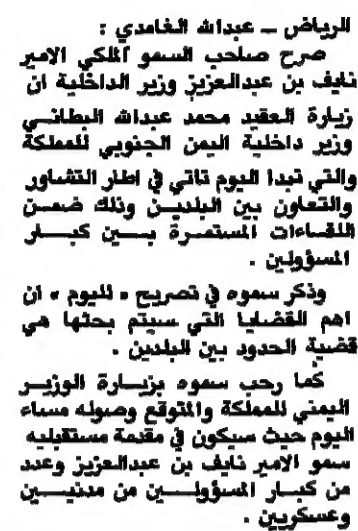 الرياض ــ عبدالله الغامدي :
صرح صاحب السمو الملكي الامير
نايف بن عبدالعزيز وزير الداخلية ان
زيارة العقيد محمد عبدالله البطاني
وزير داخلية اليمن الجنوبي للمملكة
والتي تبدا اليوم تاتي في اطار التشاور
والتعاون بين البلدين وذلك ضمن
اللقاءات المستمرة بين كبار
المسؤولين .
وذكر سموه في تصريح « لليوم » ان
اهم القضايا التي سيتم بحثها هي
قضية الحدود بين البلدين .
كما رحب سموه بزيارة الوزير
اليمني للمملكة والمتوقع وصوله مساء
اليوم حيث سيكون في مقدمة مستقبليه
سمو الامير نايف بن عبدالعزيز وعدد
من كبار المسؤولين من مدنيين
وعسكريين .